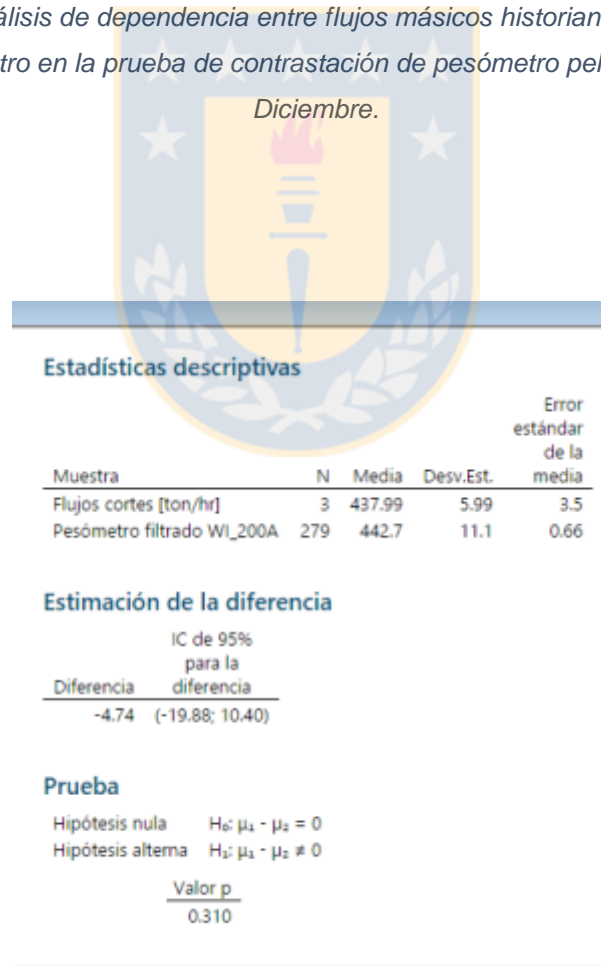 álisis de dependencia entre flujos másicos historian
tro en la prueba de contrastación de pesómetro pel
Diciembre.
Estadísticas descriptivas
Error
estándar
de la
Muestra N Media Desv.Est. media
Flujos cortes [ton/hr] 3 437.99 5.99 3.5
Pesómetro filtrado WI_200A 279 442.7 11.1 0.66
Estimación de la diferencia
IC de 95%
para la
Diferencia diferencia
-4.74 (-19.88; 10.40)
Prueba
Hipótesis nula H₀: μ₁ - µ₂ = 0
Hipótesis alterna H₁: μ₁ - µ₂ ≠ 0
Valor p
0.310